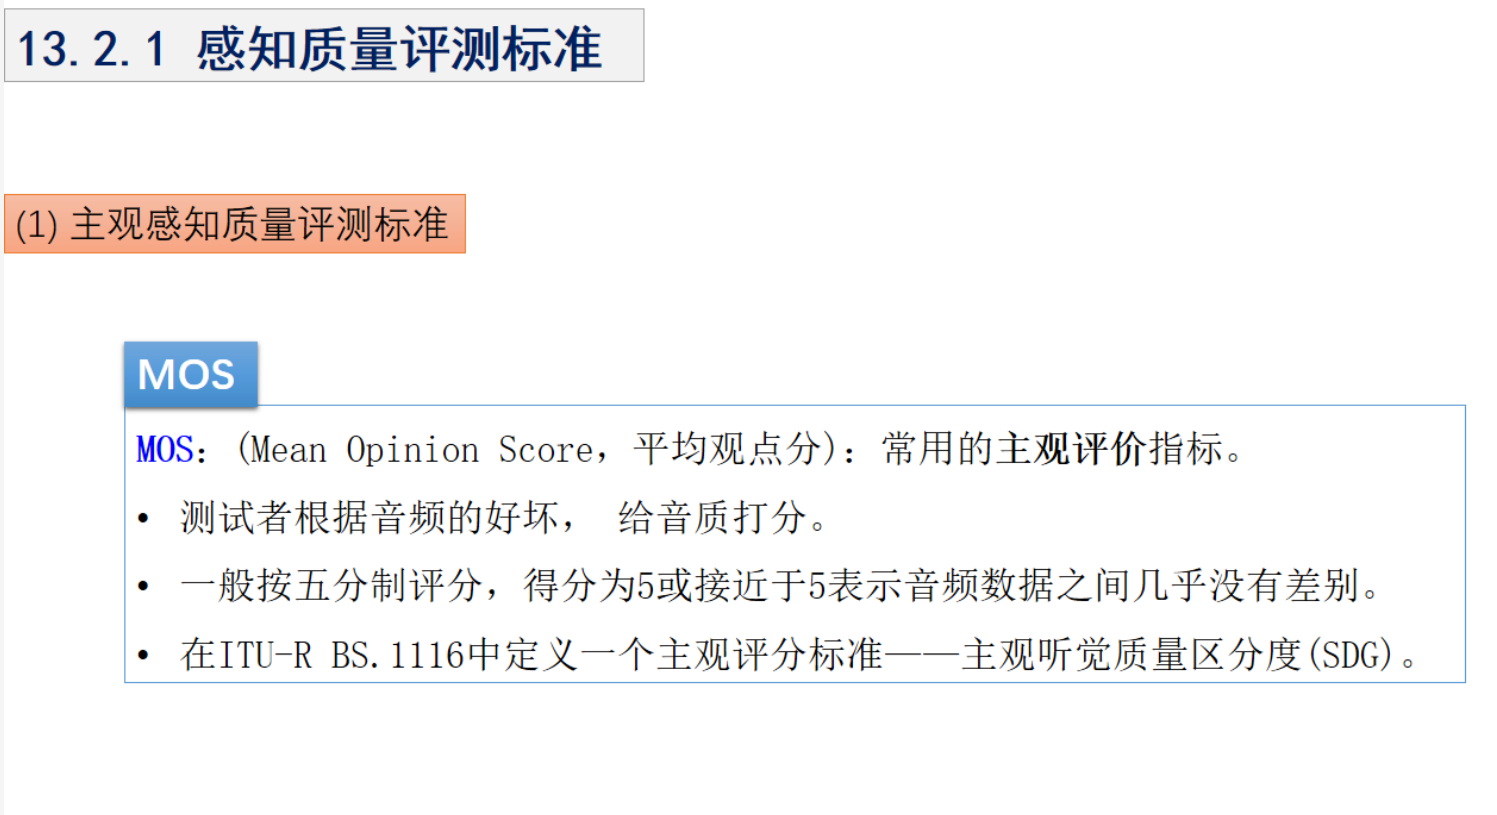 13.2.1 感知质量评测标准
(1) 主观感知质量评测标准
MOS
MOS：(Mean Opinion Score，平均观点分)：常用的主观评价指标。
• 测试者根据音频的好坏， 给音质打分。
• 一般按五分制评分，得分为5或接近于5表示音频数据之间几乎没有差别。
• 在ITU-R BS.1116中定义一个主观评分标准——主观听觉质量区分度(SDG)。